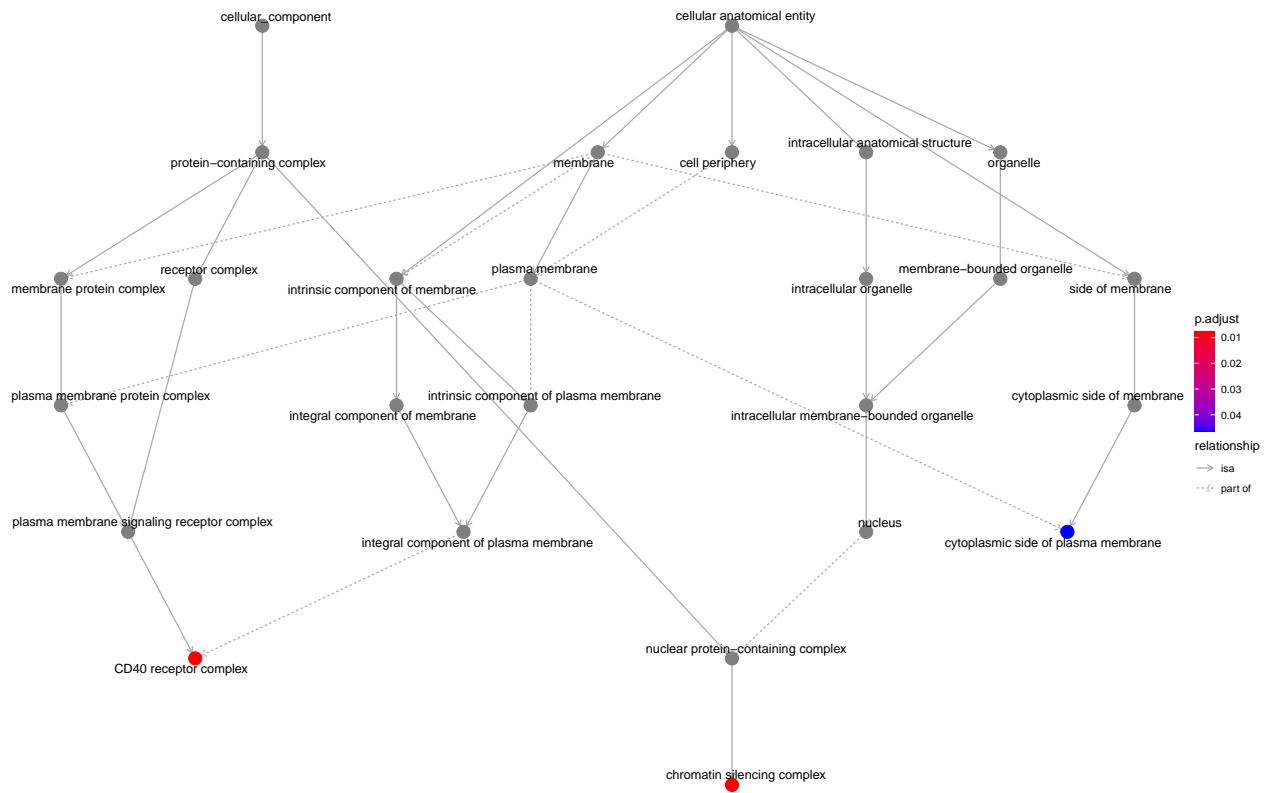 cellular_component
cellular anatomical entity
intracellular anatomical structure
protein−containing complex
membrane
cell periphery
organelle
receptor complex
plasma membrane
membrane−bounded organelle
membrane protein complex
intrinsic component of membrane
intracellular organelle
side of membrane
p.adjust
0.01
0.02
0.03
0.04
relationship
isa
part of
plasma membrane protein complex
intrinsic component of plasma membrane
cytoplasmic side of membrane
integral component of membrane
intracellular membrane−bounded organelle
plasma membrane signaling receptor complex
nucleus
integral component of plasma membrane
cytoplasmic side of plasma membrane
nuclear protein−containing complex
CD40 receptor complex
chromatin silencing complex